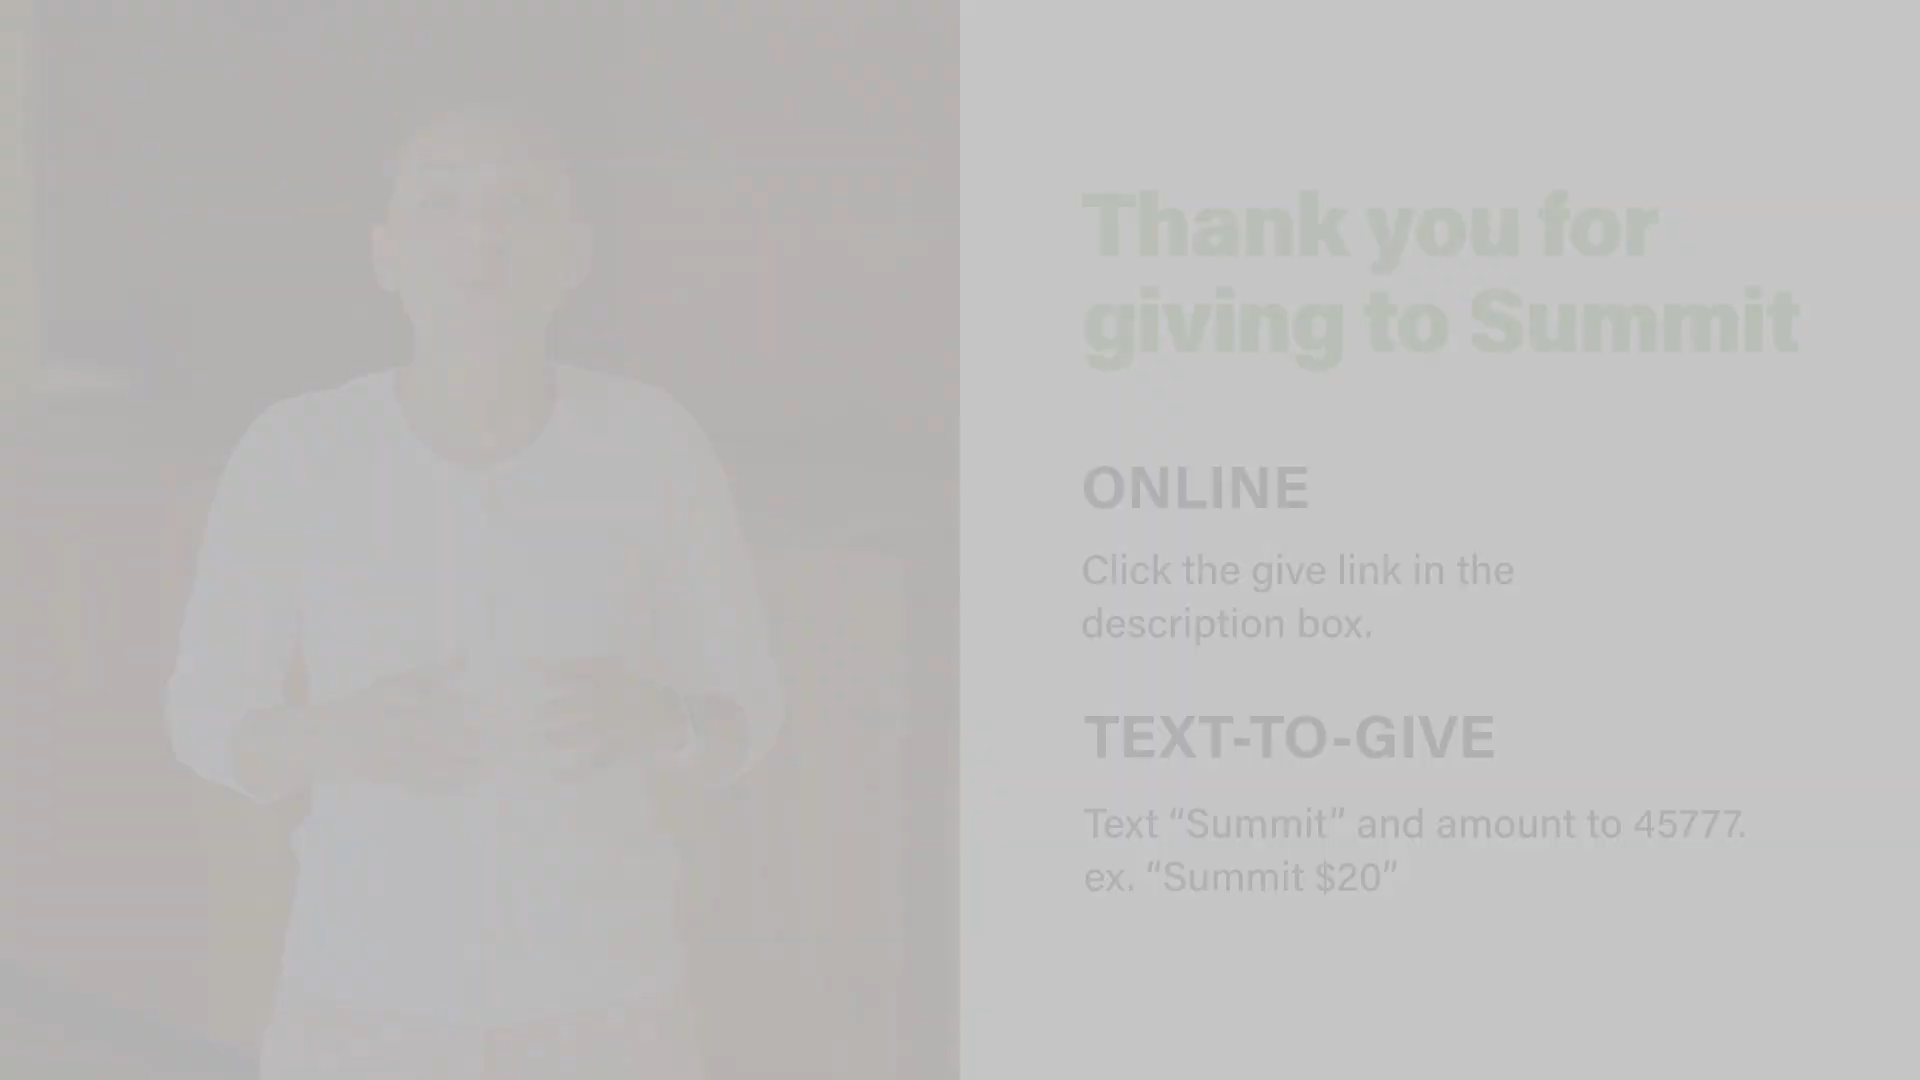 Thank you for
giving to Summit
ONLINE
Click the give link in the
description box.
TEXT-TO-GIVE
Text “Summit” and amount to 45777.
ex. “Summit $20”